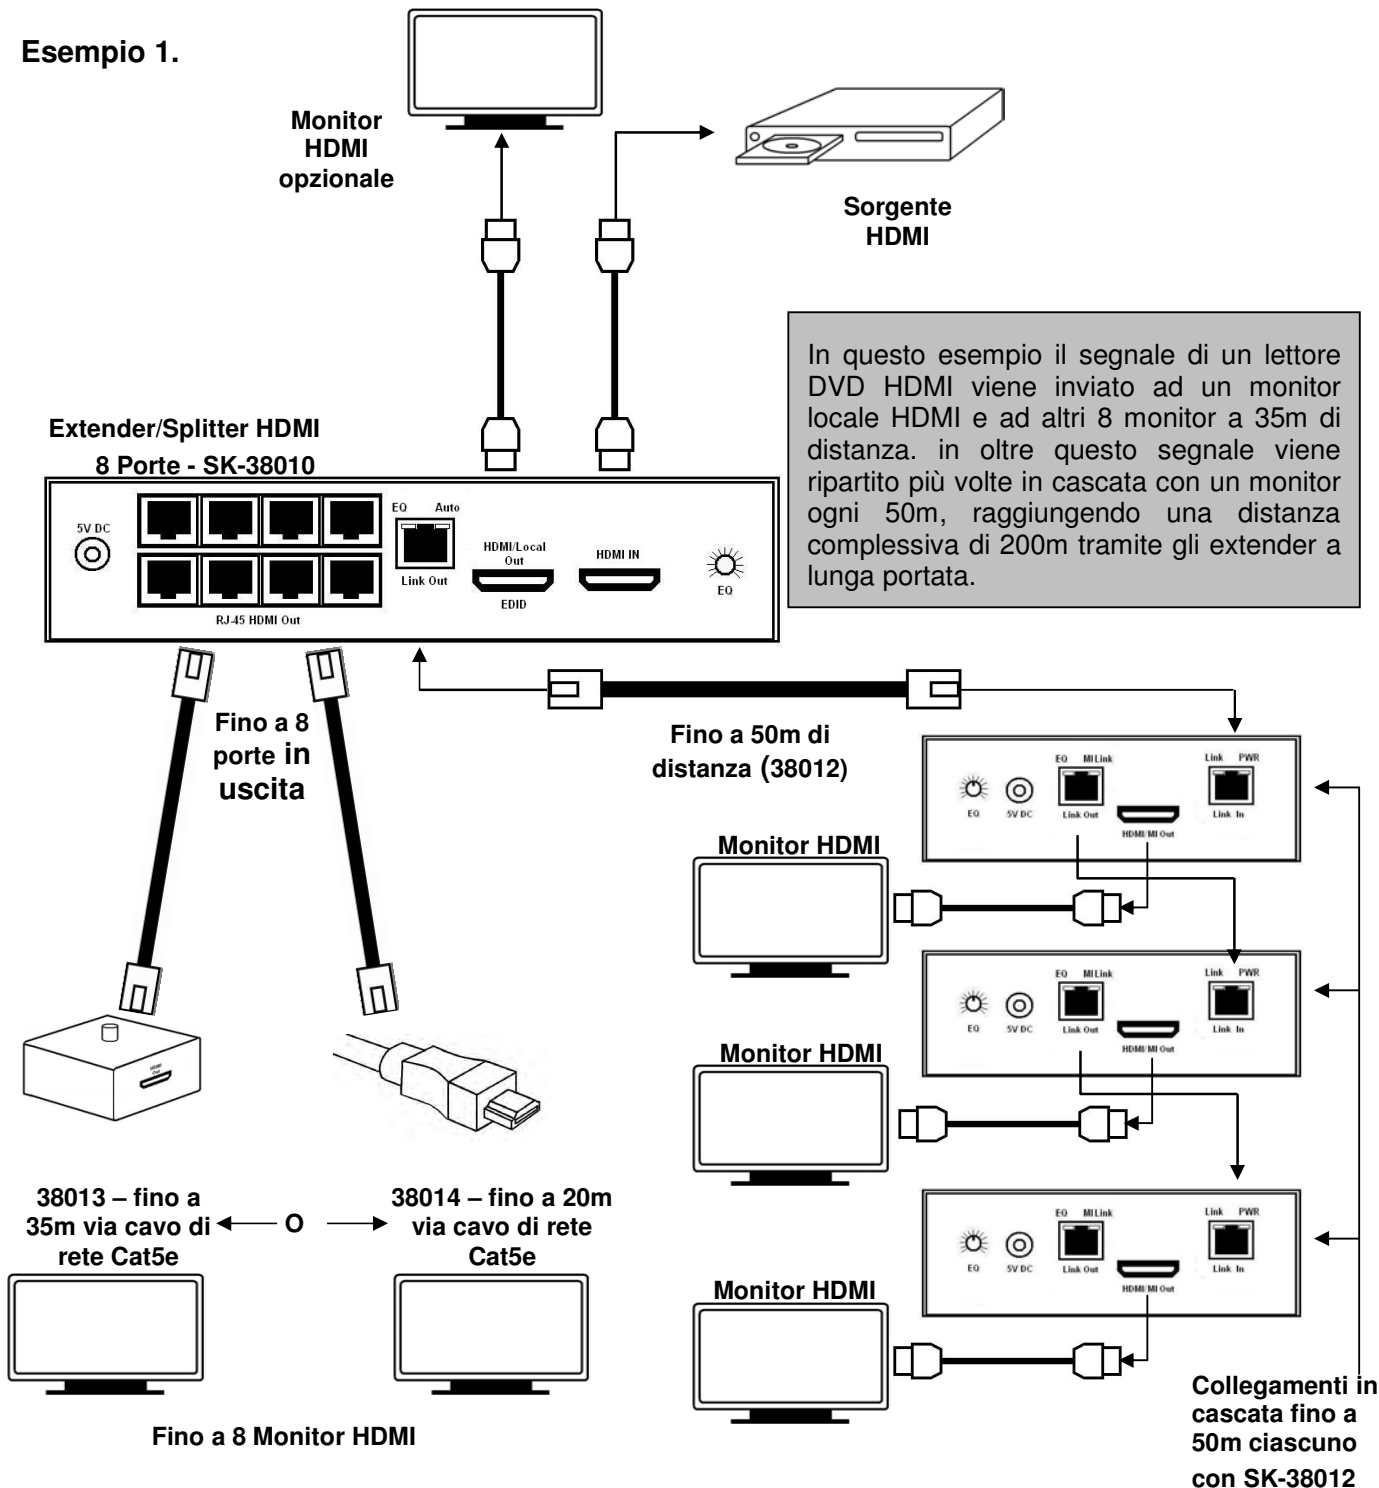 Esempio 1.
Monitor
HDMI
opzionale
Sorgente
HDMI
In questo esempio il segnale di un lettore
DVD HDMI viene inviato ad un monitor
locale HDMI e ad altri 8 monitor a 35m di
distanza. in oltre questo segnale viene
ripartito più volte in cascata con un monitor
ogni 50m, raggiungendo una distanza
complessiva di 200m tramite gli extender a
lunga portata.
Extender/Splitter HDMI
8 Porte - SK-38010
5V DC
RJ-45 HDMI Out
EQ Auto
Link Out
HDMI/Local
Out
EDID
HDMI IN
EQ
Fino a 8
porte in
uscita
Fino a 50m di
distanza (38012)
EQ MI Link
Link PWR
EQ
5V DC
Link Out
HDMI/MI Out
Link In
Monitor HDMI
EQ MI Link
Link PWR
EQ
5V DC
Link Out
HDMI/MI Out
Link In
Monitor HDMI
EQ MI Link
Link PWR
EQ
5V DC
Link Out
HDMI/MI Out
Link In
Monitor HDMI
HDMI
Out
38013 – fino a
35m via cavo di
rete Cat5e
O
38014 – fino a 20m
via cavo di rete
Cat5e
Fino a 8 Monitor HDMI
Collegamenti in
cascata fino a
50m ciascuno
con SK-38012